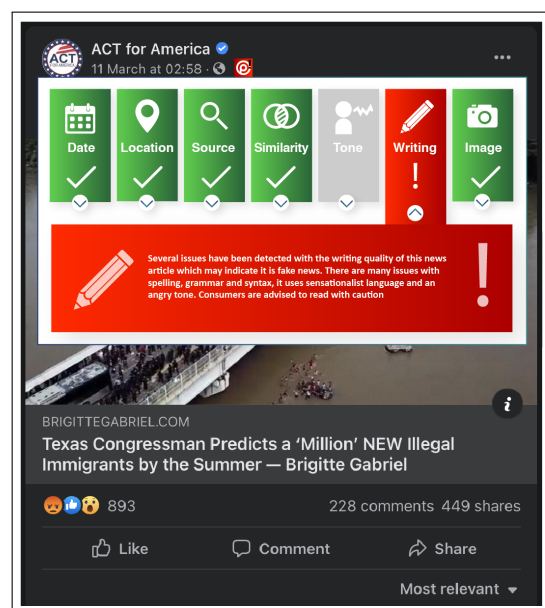 ACT for America
11 March at 02:58 ·
ACT
FOR AMERICA
Date
Location
Source
Similarity
Tone
Writing
Image
!
Several issues have been detected with the writing quality of this news
article which may indicate it is fake news. There are many issues with
spelling, grammar and syntax, it uses sensationalist language and an
angry tone. Consumers are advised to read with caution
!
i
BRIGITTEGABRIEL.COM
Texas Congressman Predicts a ‘Million’ NEW Illegal
Immigrants by the Summer — Brigitte Gabriel
893
228 comments 449 shares
Like
Comment
Share
Most relevant